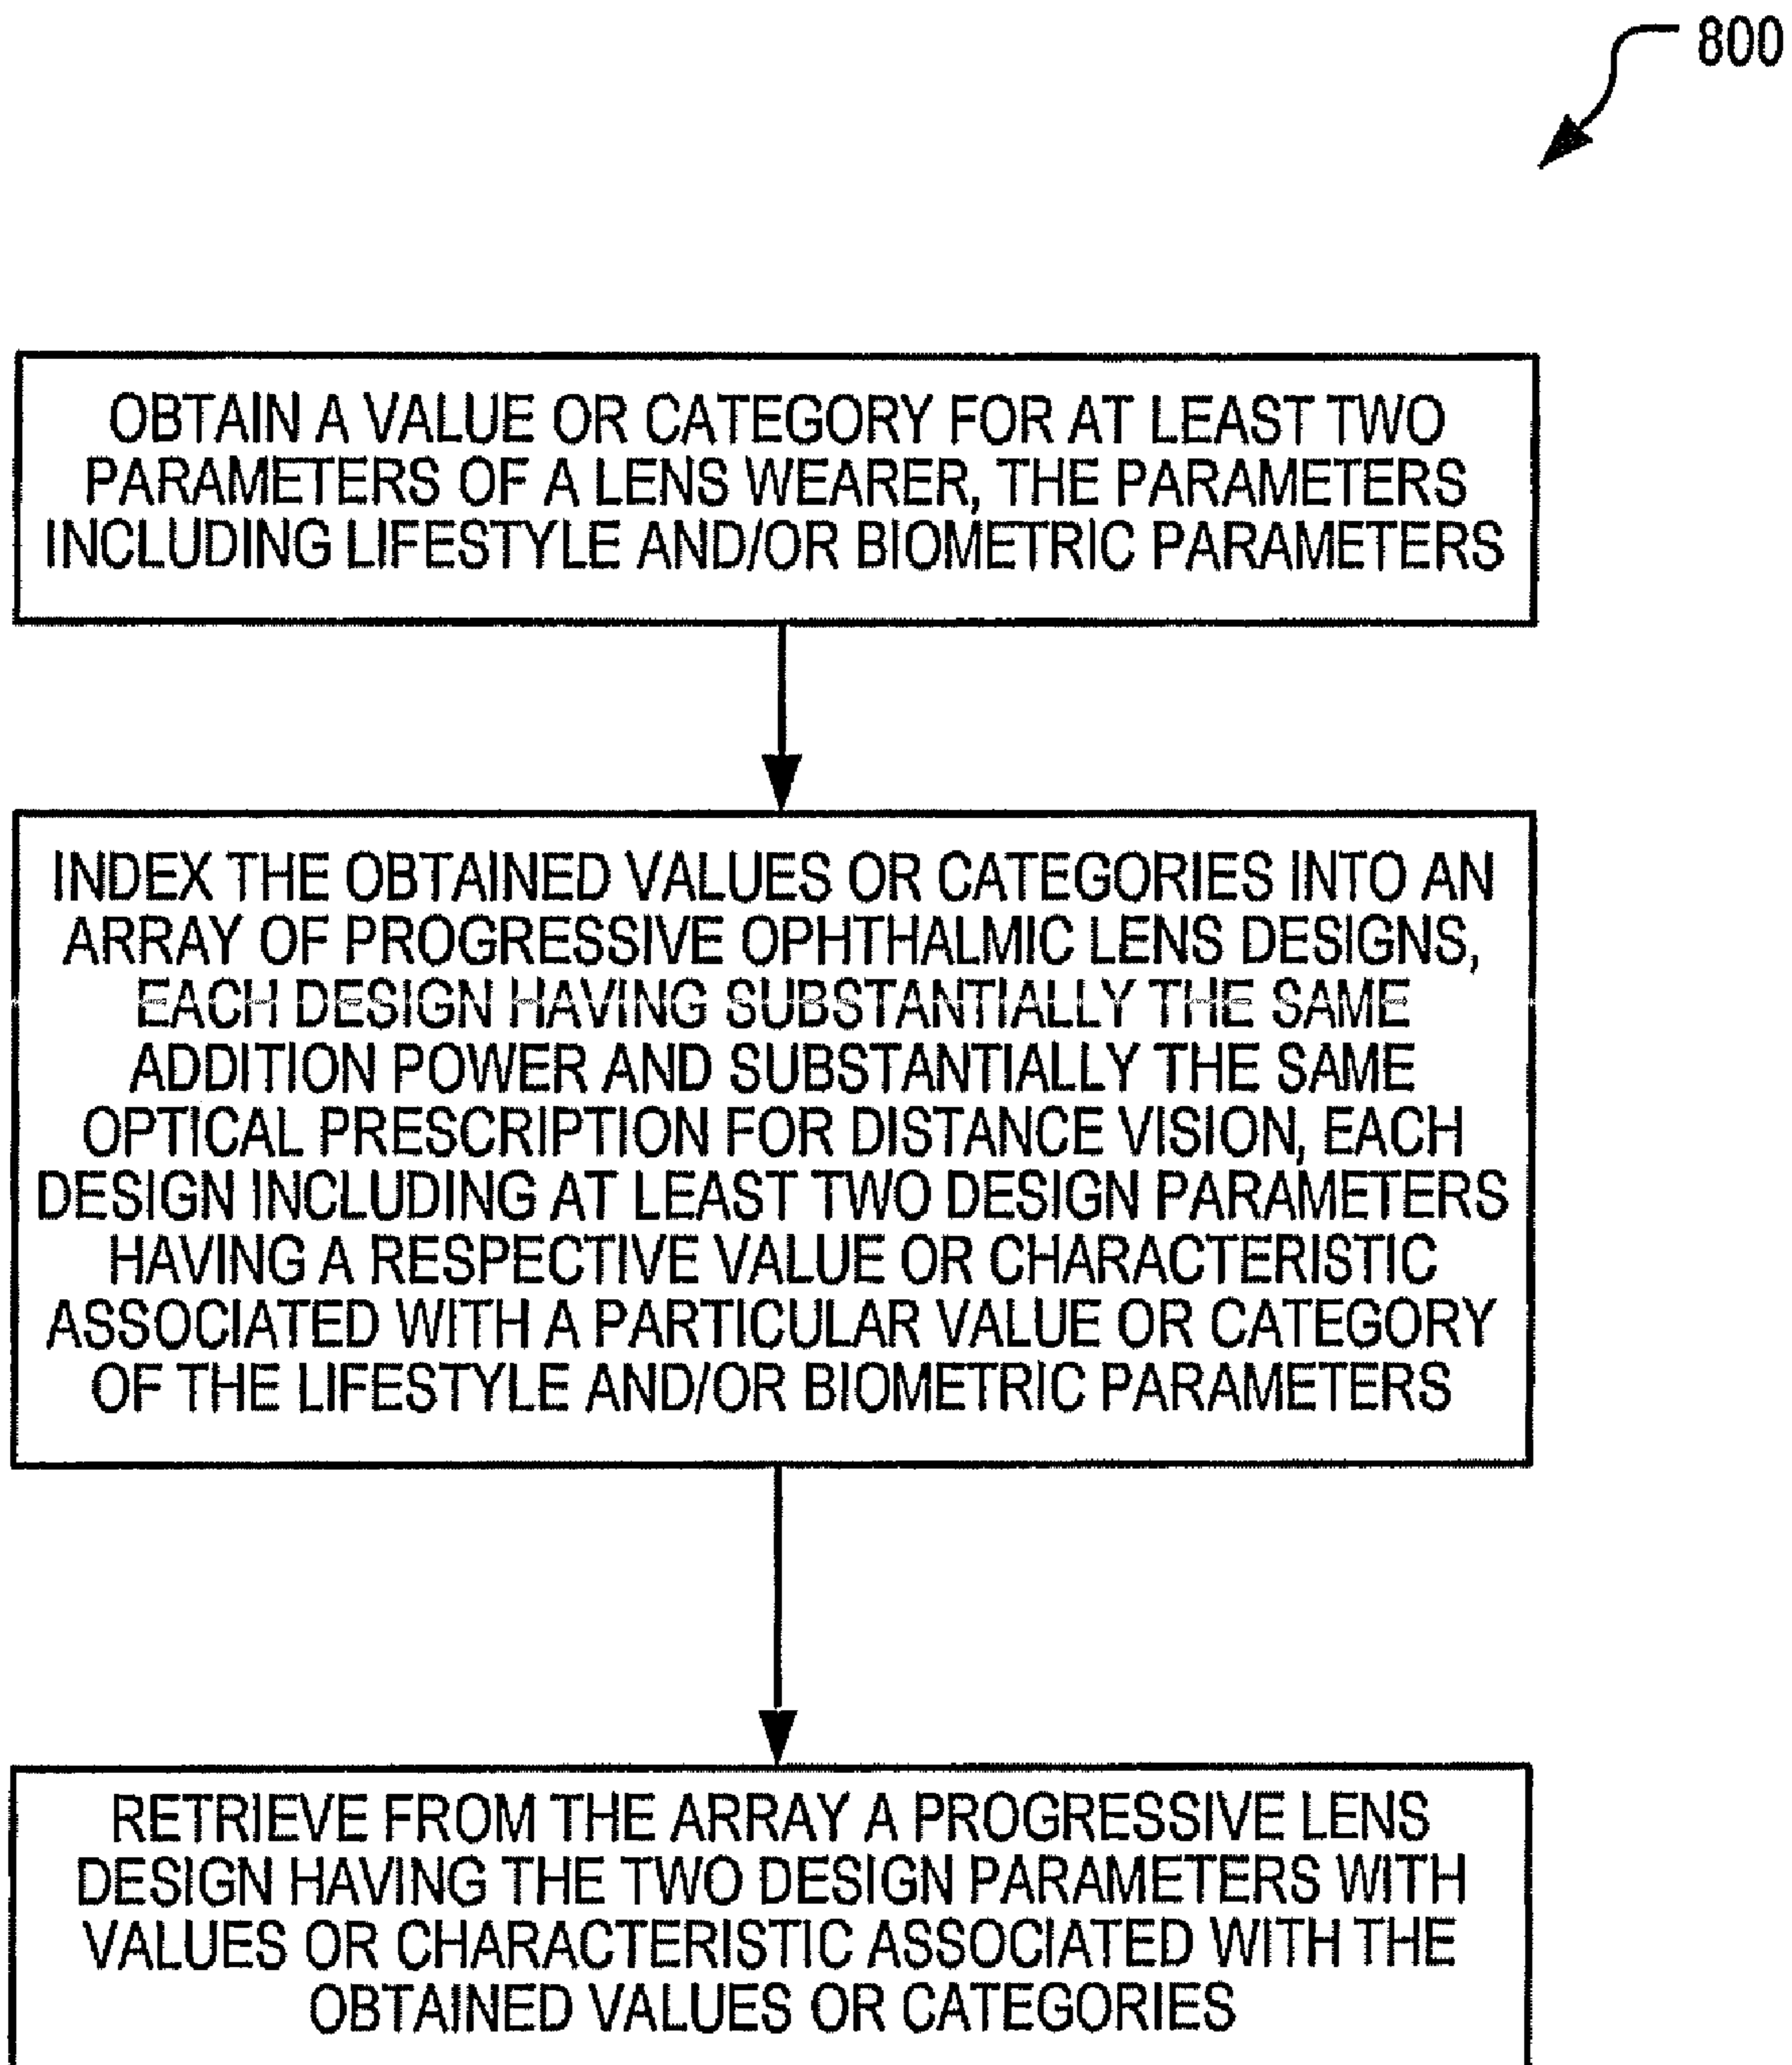 800
OBTAIN A VALUE OR CATEGORY FOR AT LEAST TWO
PARAMETERS OF A LENS WEARER, THE PARAMETERS
INCLUDING LIFESTYLE AND/OR BIOMETRIC PARAMETERS
INDEX THE OBTAINED VALUES OR CATEGORIES INTO AN
ARRAY OF PROGRESSIVE OPHTHALMIC LENS DESIGNS,
EACH DESIGN HAVING SUBSTANTIALLY THE SAME
ADDITION POWER AND SUBSTANTIALLY THE SAME
OPTICAL PRESCRIPTION FOR DISTANCE VISION, EACH
DESIGN INCLUDING AT LEAST TWO DESIGN PARAMETERS
HAVING A RESPECTIVE VALUE OR CHARACTERISTIC
ASSOCIATED WITH A PARTICULAR VALUE OR CATEGORY
OF THE LIFESTYLE AND/OR BIOMETRIC PARAMETERS
RETRIEVE FROM THE ARRAY A PROGRESSIVE LENS
DESIGN HAVING THE TWO DESIGN PARAMETERS WITH
VALUES OR CHARACTERISTIC ASSOCIATED WITH THE
OBTAINED VALUES OR CATEGORIES